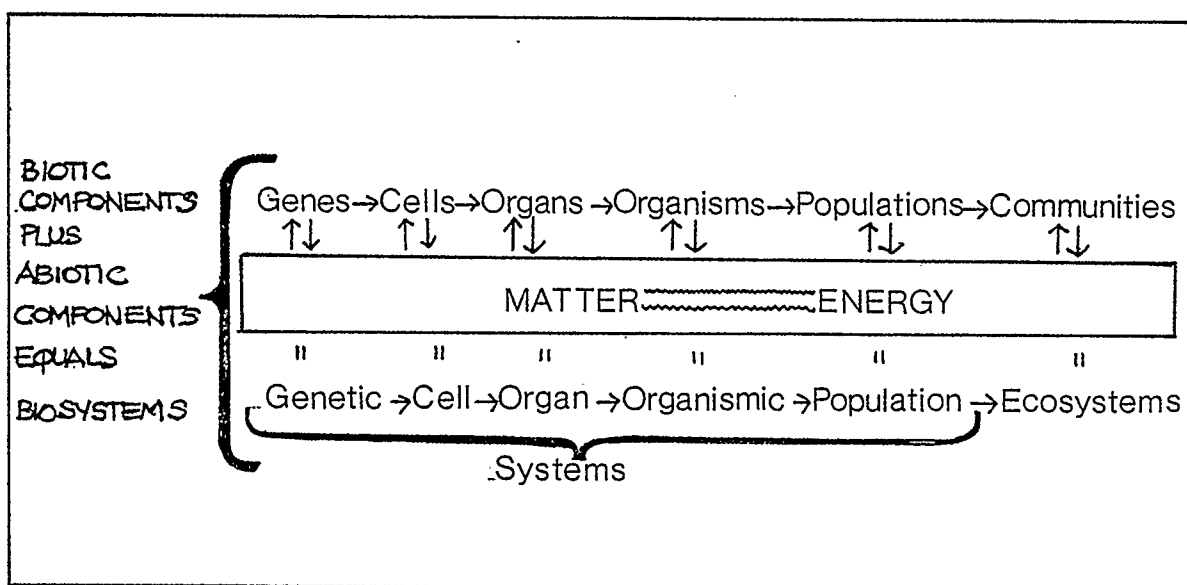 BIOTIC
COMPONENTS
Genes→Cells→Organs→Organisms→Populations→Communities
PLUS
↑↓ ↑↓ ↑↓ ↑↓ ↑↓ ↑↓
ABIOTIC
COMPONENTS
MATTER ENERGY
EQUALS
" " " " " "
BIOSYSTEMS
Genetic→Cell→Organ→Organismic→Population→Ecosystems
Systems